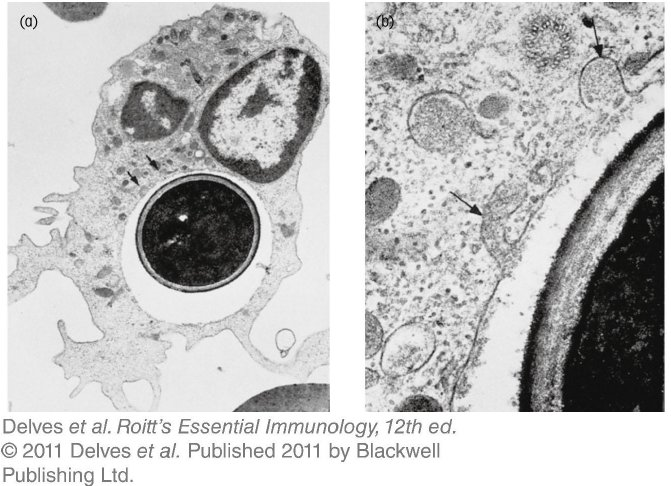 (a)
(b)
Delves et al. Roitt's Essential Immunology, 12th ed.
© 2011 Delves et al. Published 2011 by Blackwell
Publishing Ltd.